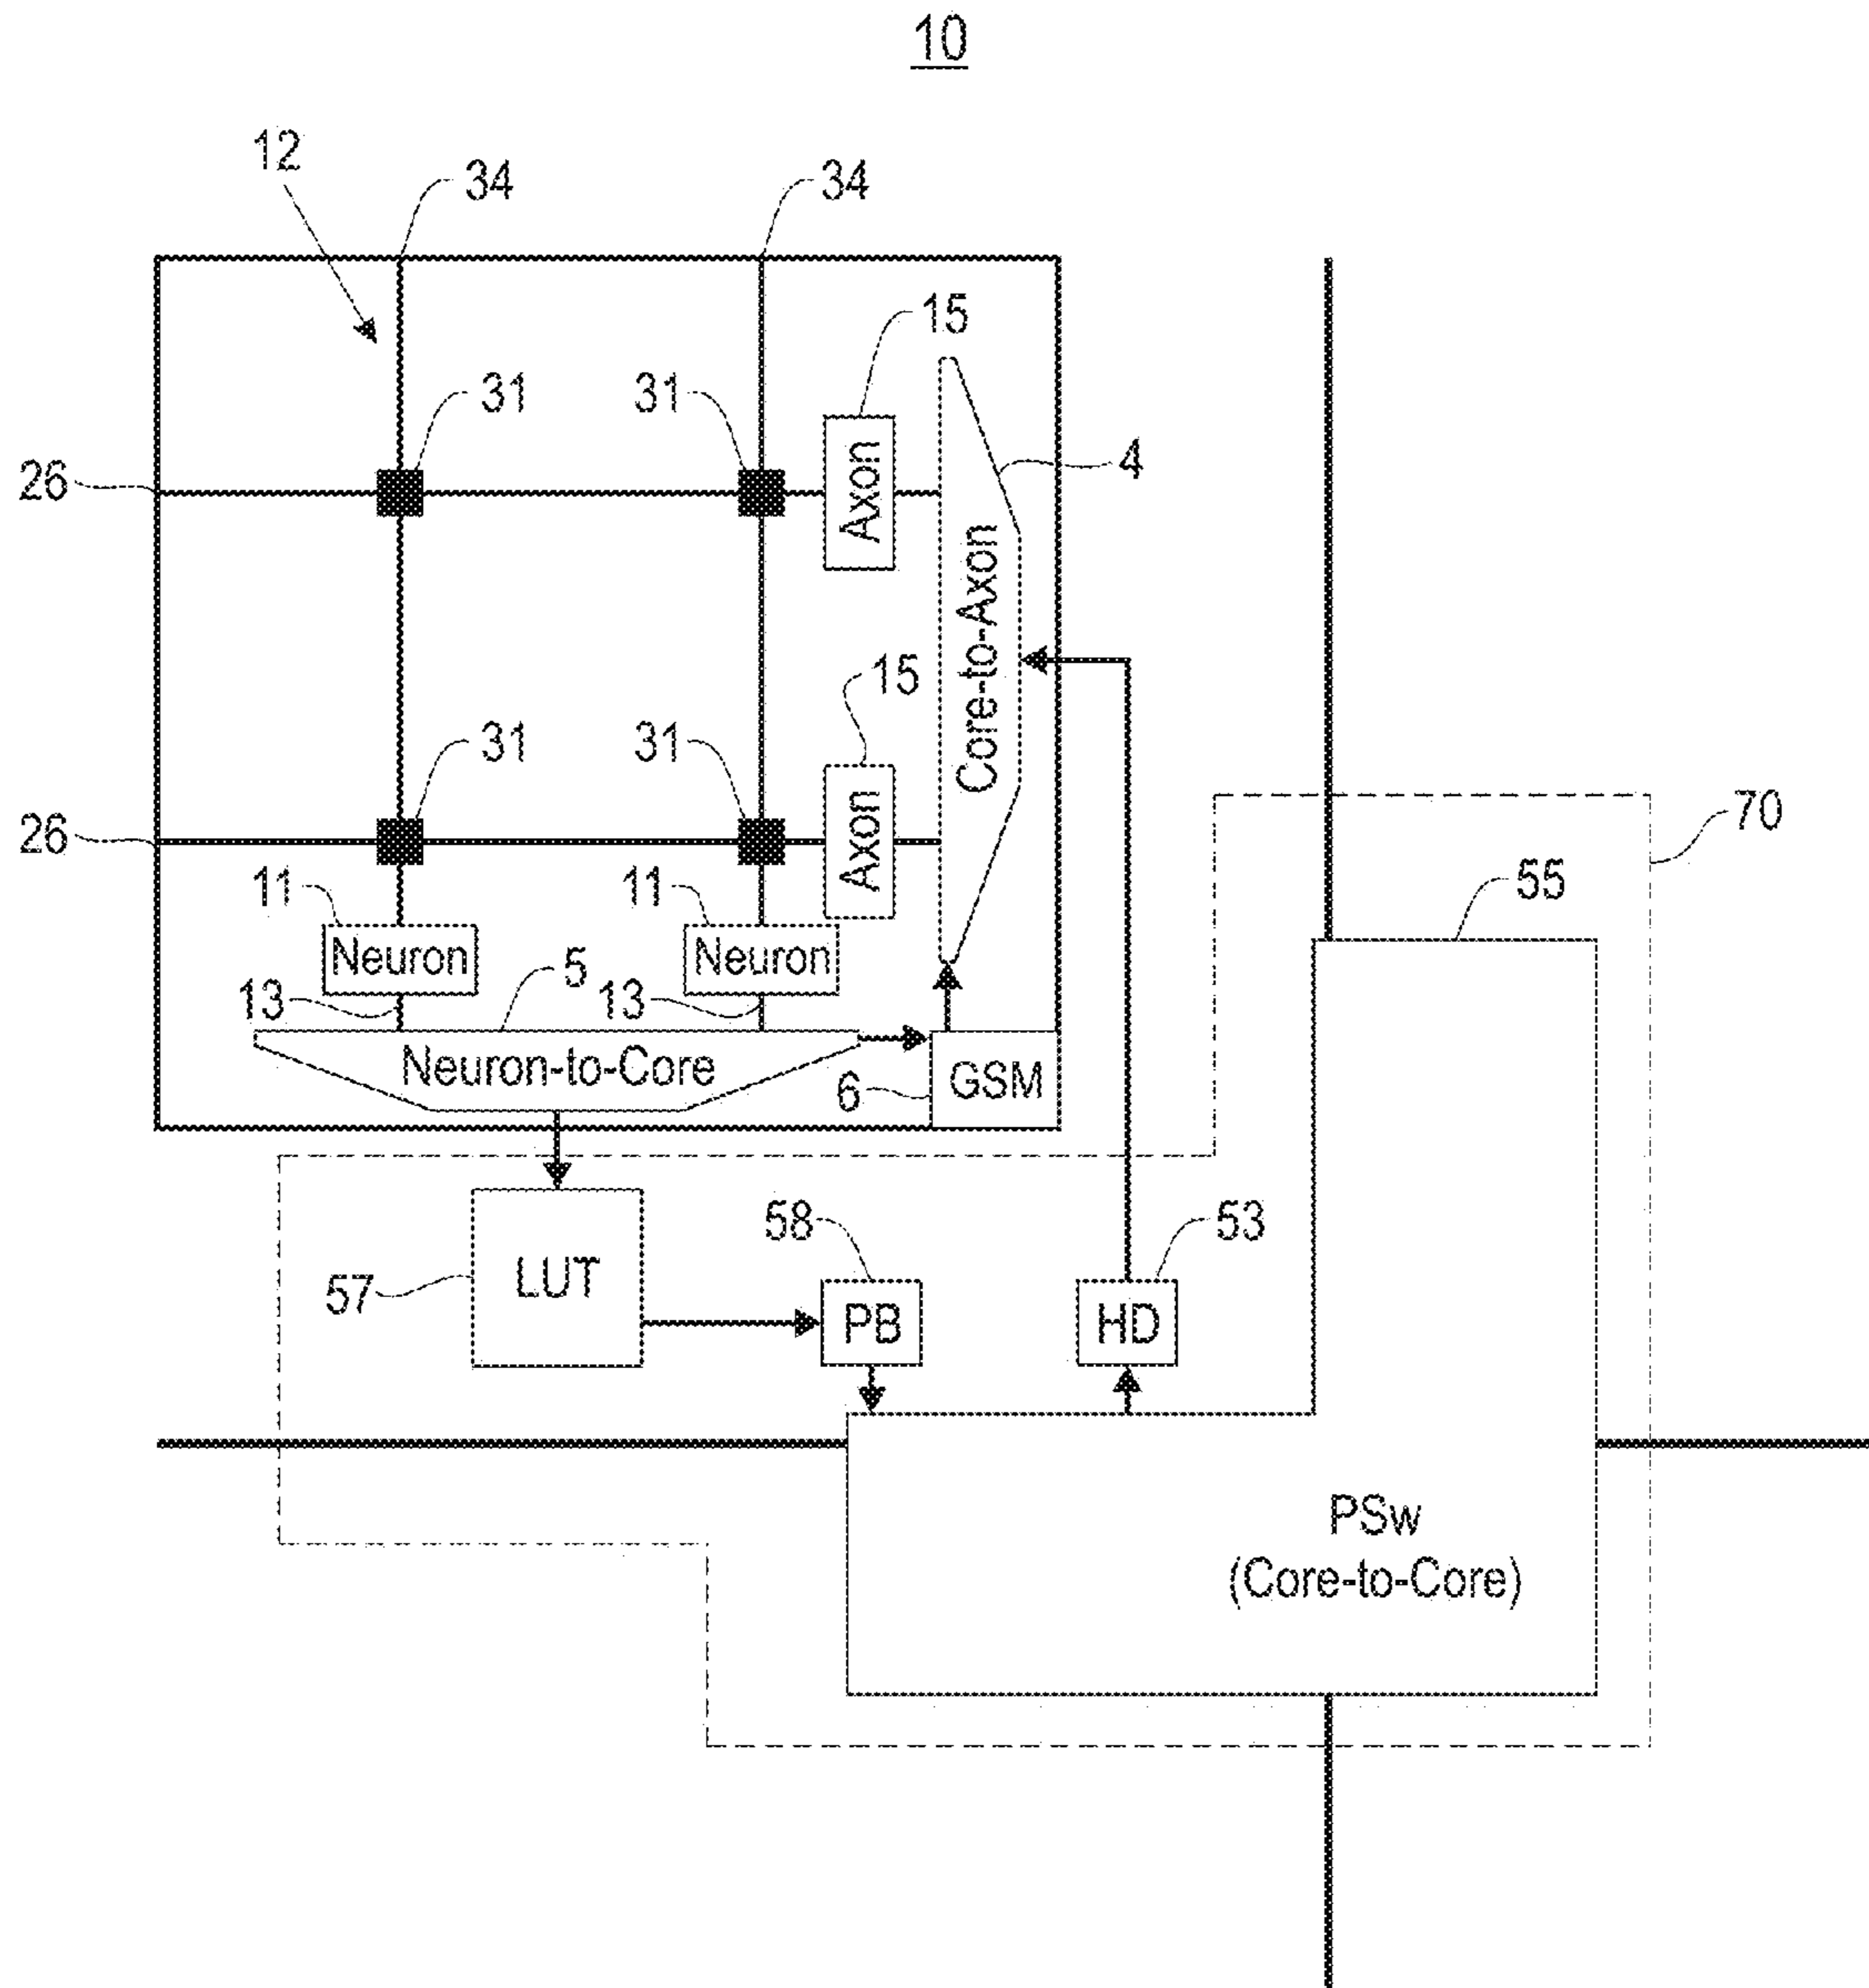 10
12
34
34
15
31
31
4
26
Axon
Core-to-Axon
15
31
31
70
26
Axon
55
11
11
Neuron
Neuron
5
13
13
Neuron-to-Core
6
GSM
58
53
LUT
57
PB
HD
PSw
(Core-to-Core)